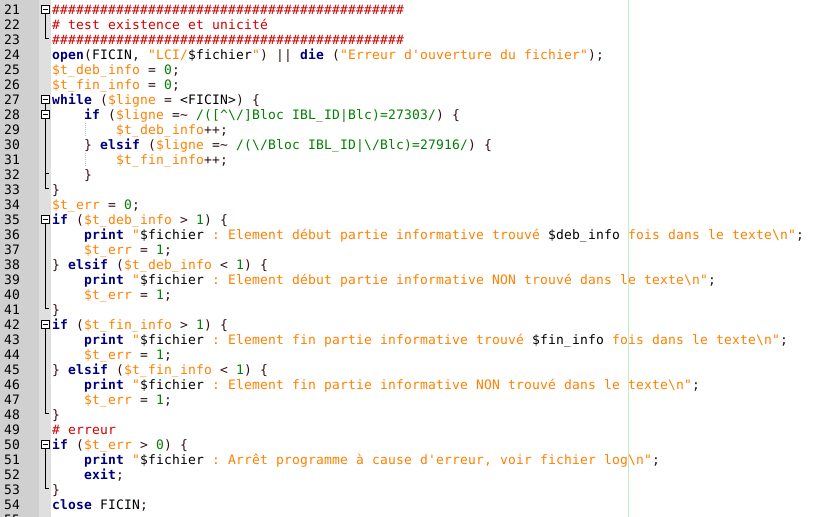 21 ############################################
22 # test existence et unicité
23 ############################################
24 open(FICIN, "LCI/$fichier") || die ("Erreur d'ouverture du fichier");
25 $t_deb_info = 0;
26 $t_fin_info = 0;
27 while ($ligne = <FICIN>) {
28     if ($ligne =~ /([^\/]Bloc IBL_ID|Blc)=27303/) {
29         $t_deb_info++;
30     } elsif ($ligne =~ /(\/Bloc IBL_ID|\/Blc)=27916/) {
31         $t_fin_info++;
32     }
33 }
34 $t_err = 0;
35 if ($t_deb_info > 1) {
36     print "$fichier : Element début partie informative trouvé $deb_info fois dans le texte\n";
37     $t_err = 1;
38 } elsif ($t_deb_info < 1) {
39     print "$fichier : Element début partie informative NON trouvé dans le texte\n";
40     $t_err = 1;
41 }
42 if ($t_fin_info > 1) {
43     print "$fichier : Element fin partie informative trouvé $fin_info fois dans le texte\n";
44     $t_err = 1;
45 } elsif ($t_fin_info < 1) {
46     print "$fichier : Element fin partie informative NON trouvé dans le texte\n";
47     $t_err = 1;
48 }
49 # erreur
50 if ($t_err > 0) {
51     print "$fichier : Arrêt programme à cause d'erreur, voir fichier log\n";
52     exit;
53 }
54 close FICIN;